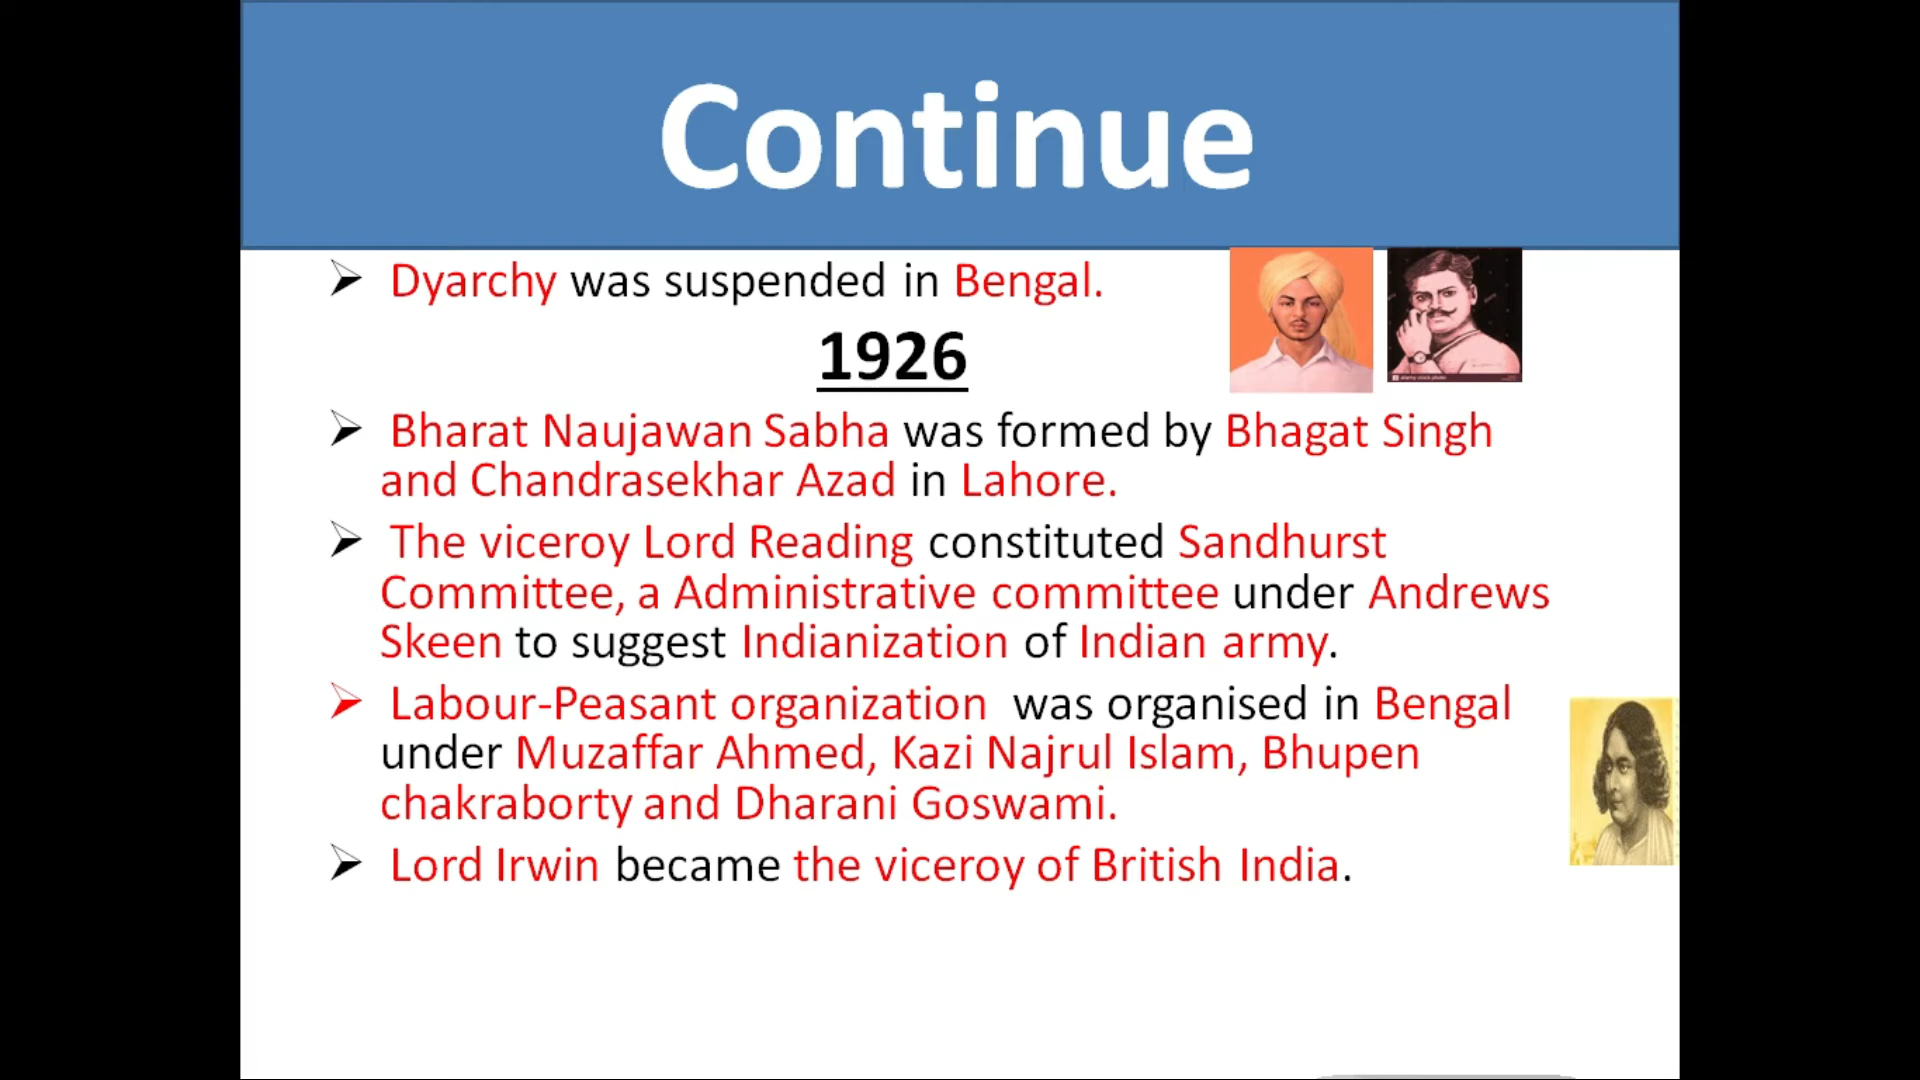 Continue
Dyarchy was suspended in Bengal.
1926
Bharat Naujawan Sabha was formed by Bhagat Singh
and Chandrasekhar Azad in Lahore.
The viceroy Lord Reading constituted Sandhurst
Committee, a Administrative committee under Andrews
Skeen to suggest Indianization of Indian army.
Labour-Peasant organization was organised in Bengal
under Muzaffar Ahmed, Kazi Najrul Islam, Bhupen
chakraborty and Dharani Goswami.
Lord Irwin became the viceroy of British India.